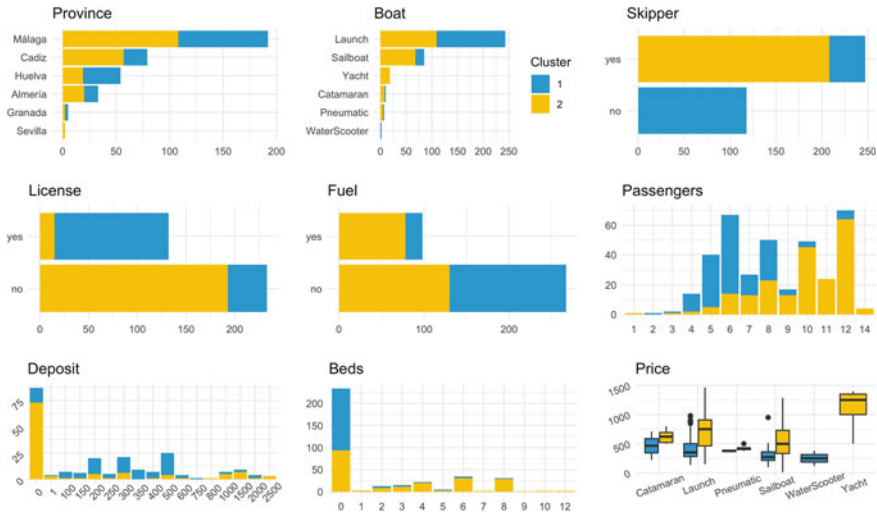 Province
Málaga
Cadiz
Huelva
Almería
Granada
Sevilla
0 50 100 150 200
Boat
Launch
Sailboat
Yacht
Catamaran
Pneumatic
WaterScooter
0 50 100 150 200 250
Cluster
1
2
Skipper
yes
no
0 50 100 150 200 250
License
yes
no
0 50 100 150 200
Fuel
yes
no
0 100 200
Passengers
60
40
20
0
1 2 3 4 5 6 7 8 9 10 11 12 14
Deposit
75
50
25
0
0 1 100 150 200 250 300 350 400 500 600 750 800 1000 1500 2000 2500
Beds
200
150
100
50
0
0 1 2 3 4 5 6 7 8 9 10 12
Price
1500
1000
500
0
Catamaran Launch Pneumatic Sailboat WaterScooter Yacht